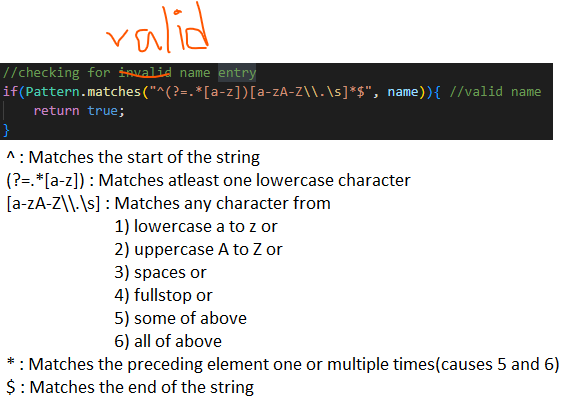 valid
//checking for invalid name entry
if(Pattern.matches("^(?=.*[a-z])[a-zA-Z\\.\s]*$", name)){ //valid name
return true;
}
^ : Matches the start of the string
(?=.*[a-z]) : Matches atleast one lowercase character
[a-zA-Z\\.\s] : Matches any character from
1) lowercase a to z or
2) uppercase A to Z or
3) spaces or
4) fullstop or
5) some of above
6) all of above
* : Matches the preceding element one or multiple times(causes 5 and 6)
$ : Matches the end of the string